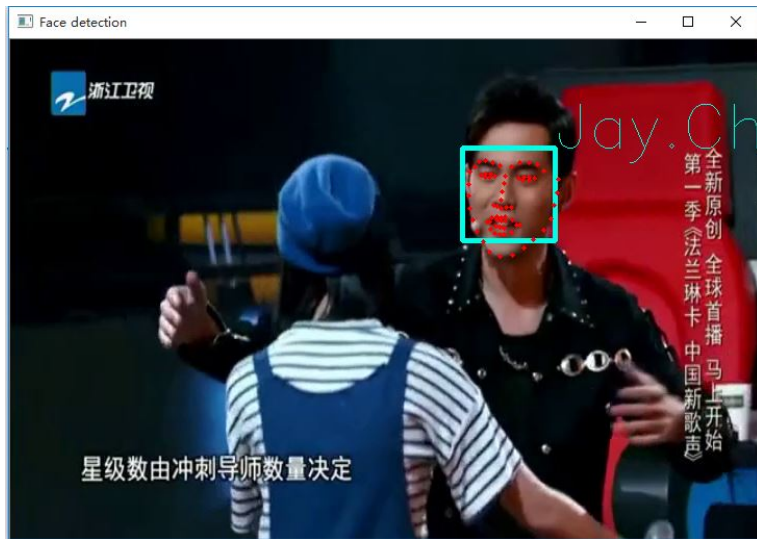 Face detection
浙江卫视
Jay.Ch
全新原创 全球首播 马上开始
第一季《法兰琳卡 中国新歌声》
星级数由冲刺导师数量决定